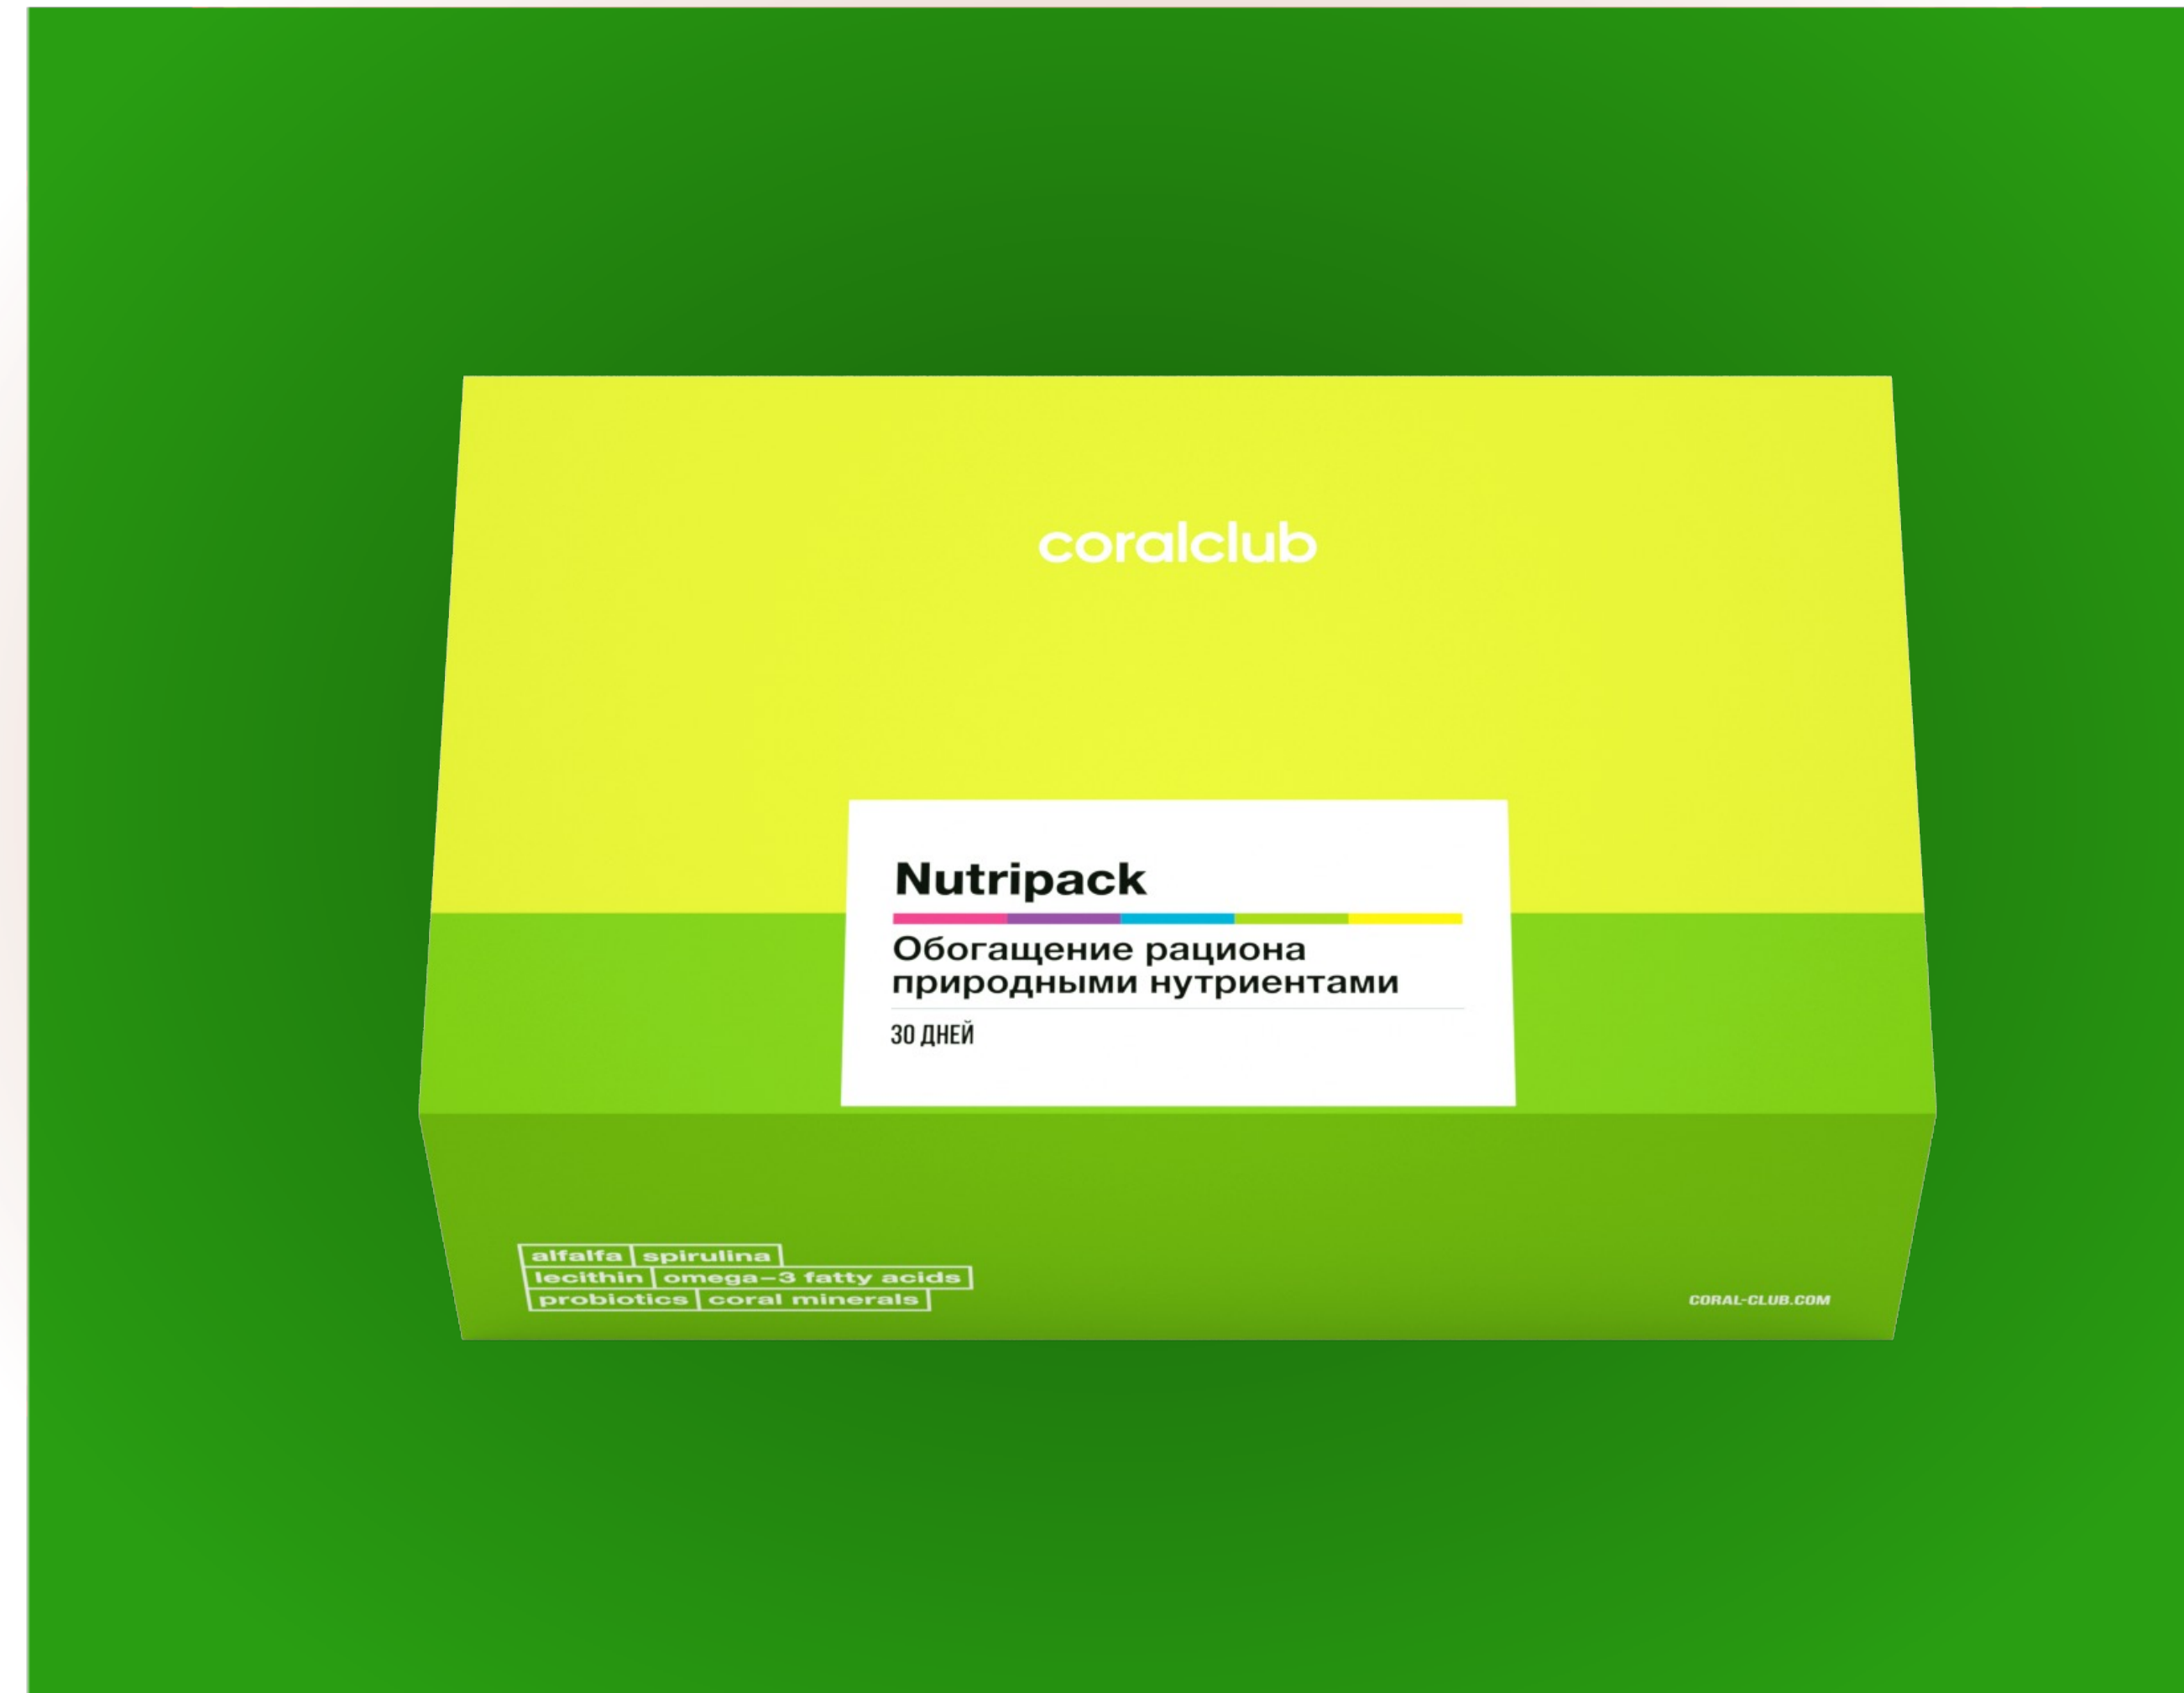 coralclub
Nutripack
Обогащение рациона
природными нутриентами
30 ДНЕЙ
alfalfa spirulina
lecithin omega–3 fatty acids
probiotics coral minerals
CORAL-CLUB.COM